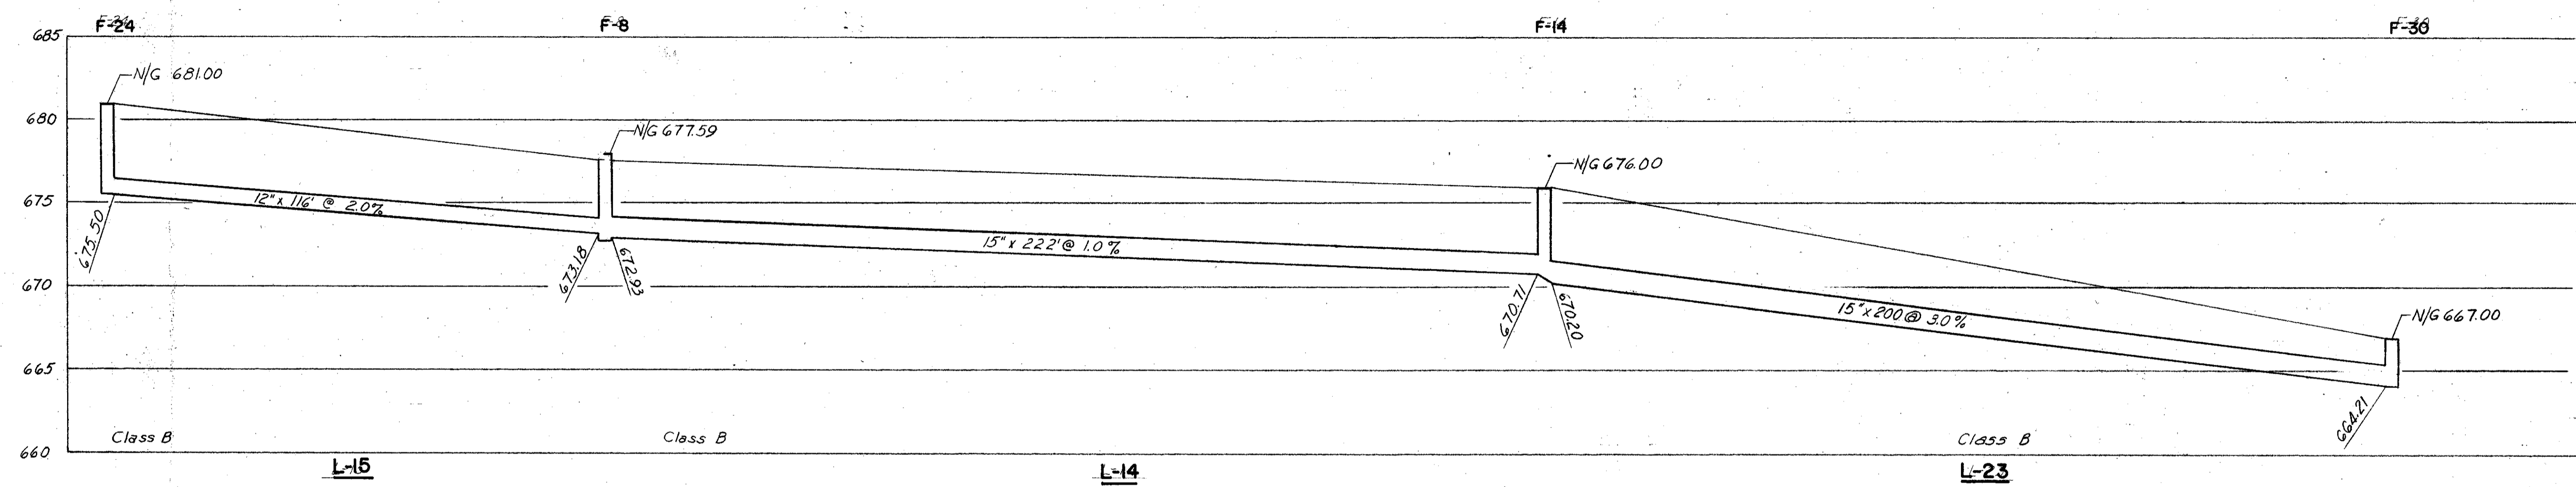 F-24
F-8
F-14
F-30
685
N/G 681.00
680
N/G 677.59
N/G 676.00
675
12" x 116' @ 2.0%
675.50
15" x 222' @ 1.0%
673.18
672.93
670
670.71
670.20
15" x 200 @ 3.0%
N/G 667.00
665
664.21
Class B
Class B
Class B
660
L-15
L-14
L-23